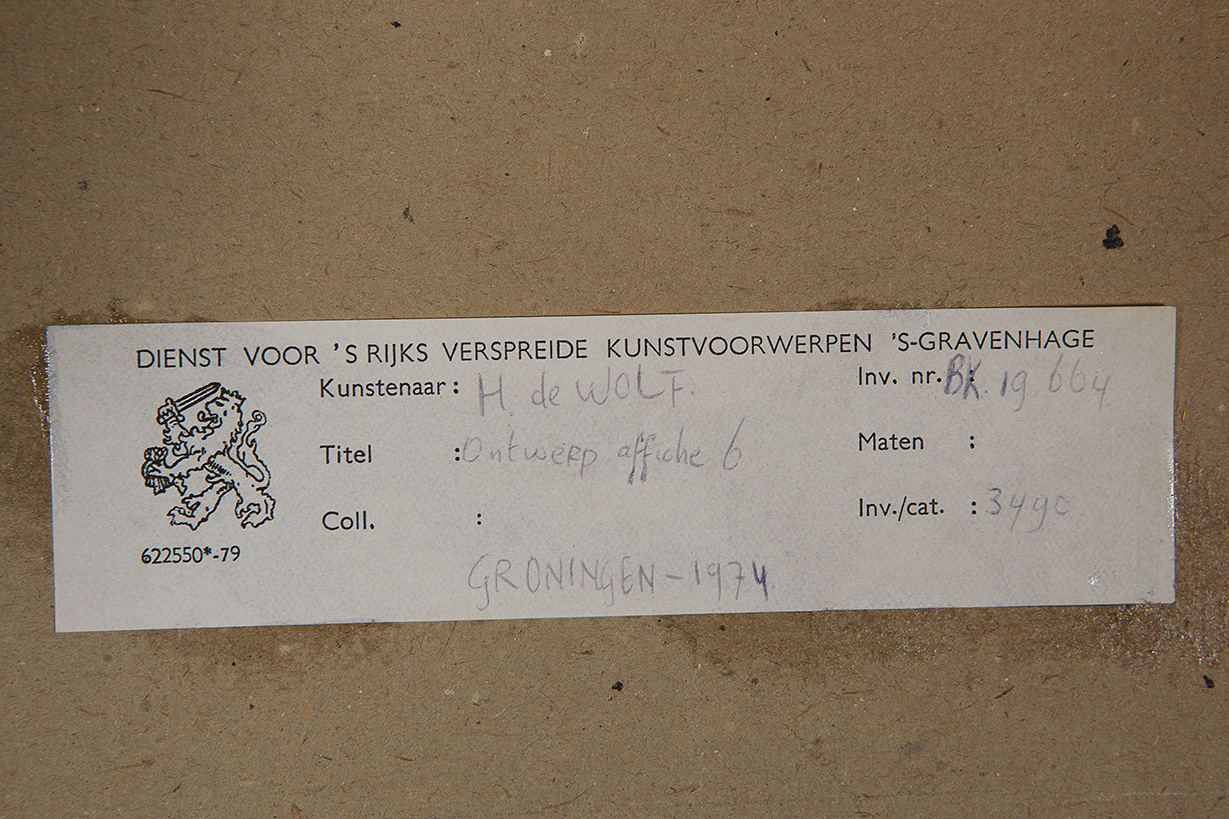 DIENST VOOR 'S RIJKS VERSPREIDE KUNSTVOORWERPEN 'S-GRAVENHAGE
Kunstenaar: H. de WOLF.
Inv. nr.: BK. 19.664
Titel : Ontwerp affiche 6
Maten :
Coll. :
Inv./cat. : 3490
622550*-79
GRONINGEN-1974